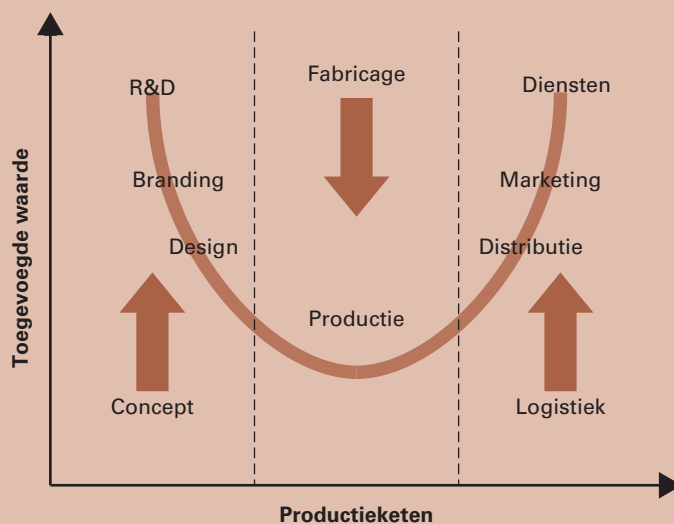 Toegevoegde waarde
R&D
Branding
Design
Concept
Fabricage
Productie
Diensten
Marketing
Distributie
Logistiek
Productieketen